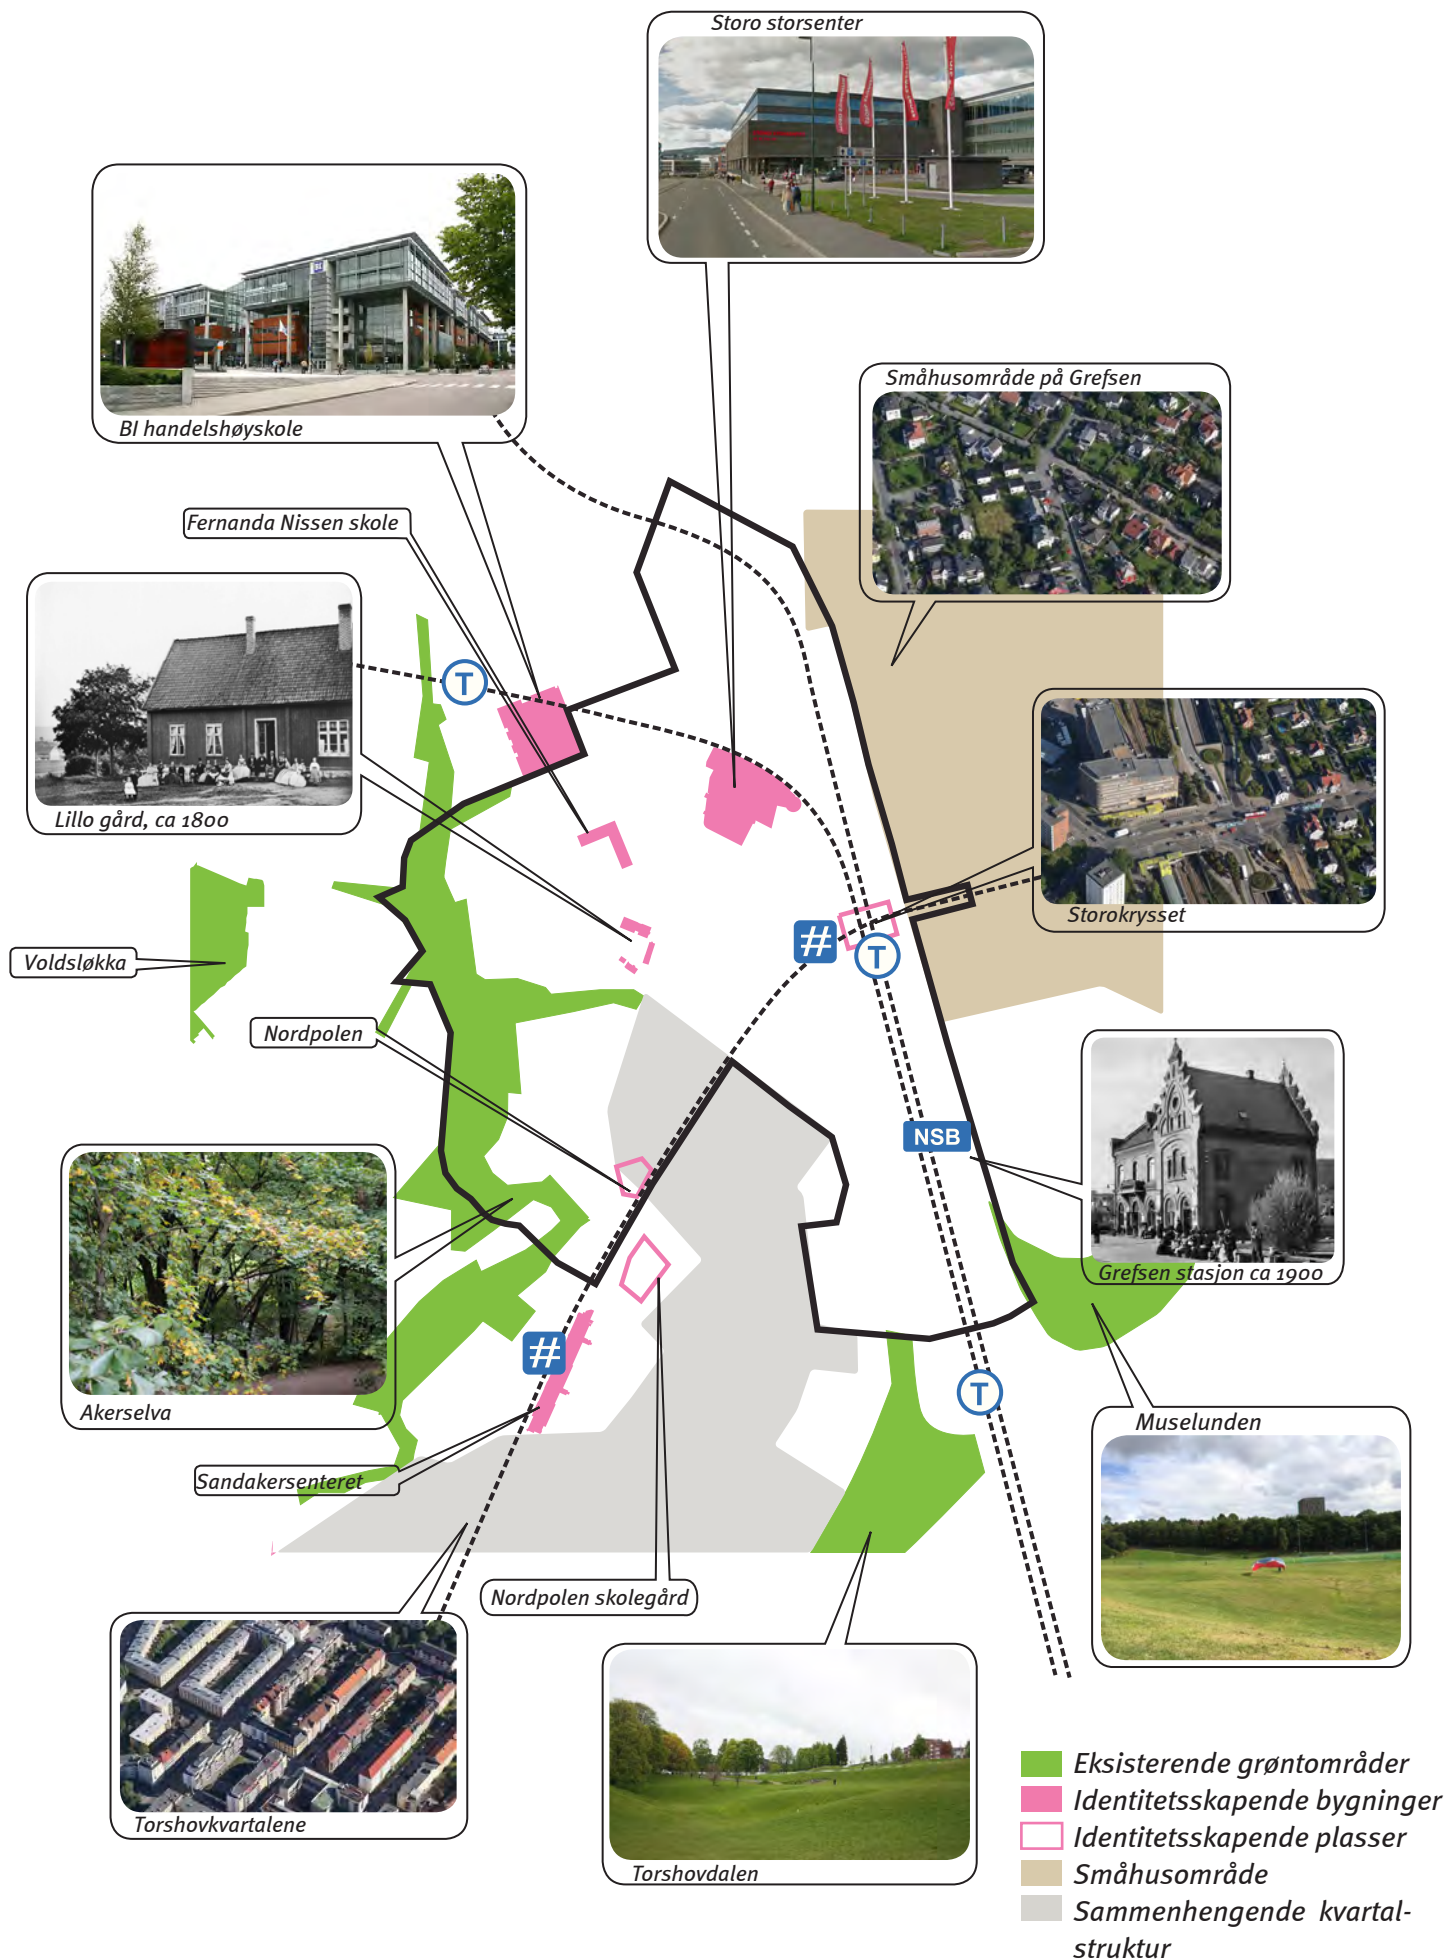 Storo storsenter
BI handelshøyskole
Småhusområde på Grefsen
Fernanda Nissen skole
T
Lillo gård, ca 1800
Storokrysset
#
T
Voldsløkka
Nordpolen
NSB
Grefsen stasjon ca 1900
Akerselva
#
T
Muselunden
Sandakersenteret
Nordpolen skolegård
Torshovkvartalene
Torshovdalen
Eksisterende grøntområder
Identitetsskapende bygninger
Identitetsskapende plasser
Småhusområde
Sammenhengende kvartal-
struktur